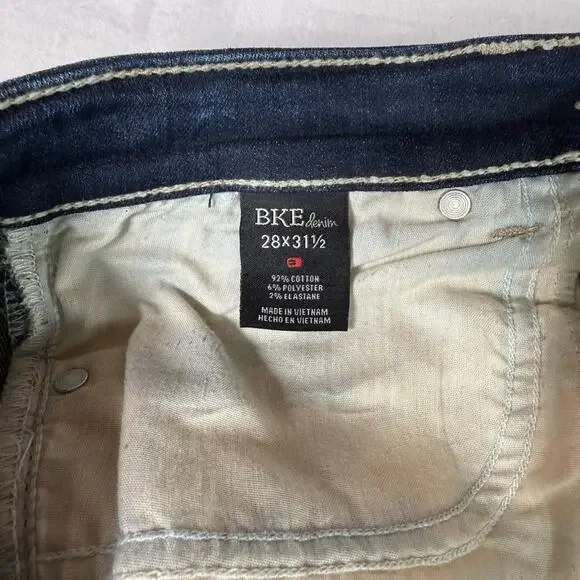 BKE denim
28X31½
92% COTTON
6% POLYESTER
2% ELASTANE
MADE IN VIETNAM
HECHO EN VIETNAM